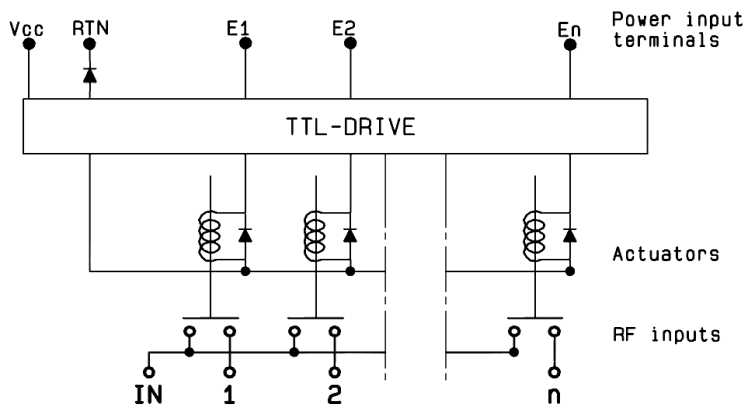 Vcc RTN E1 E2 En Power input
terminals
TTL-DRIVE
Actuators
RF inputs
IN 1 2 n